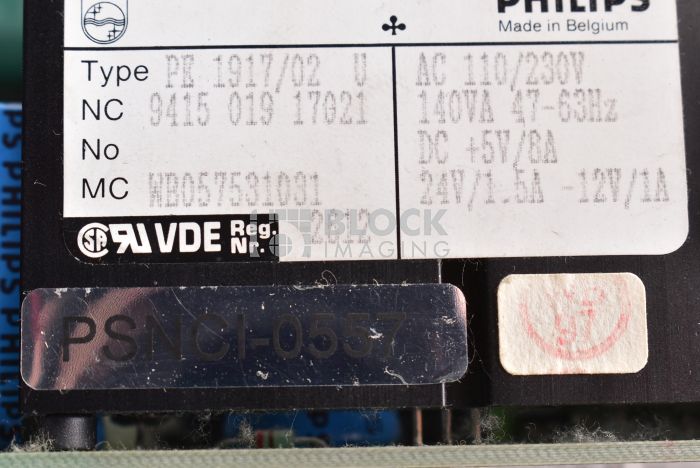 PHILIPS
Made in Belgium
Type PE 1917/02 U
NC 9415 019 17021
No
MC WB057531031
AC 110/230V
140VA 47-63Hz
DC +5V/8A
24V/1.5A -12V/1A
VDE Reg. Nr. 2812
BLOCK
IMAGING
PSNCI-0557
PS PHILIPS PHILIPS PHILIPS